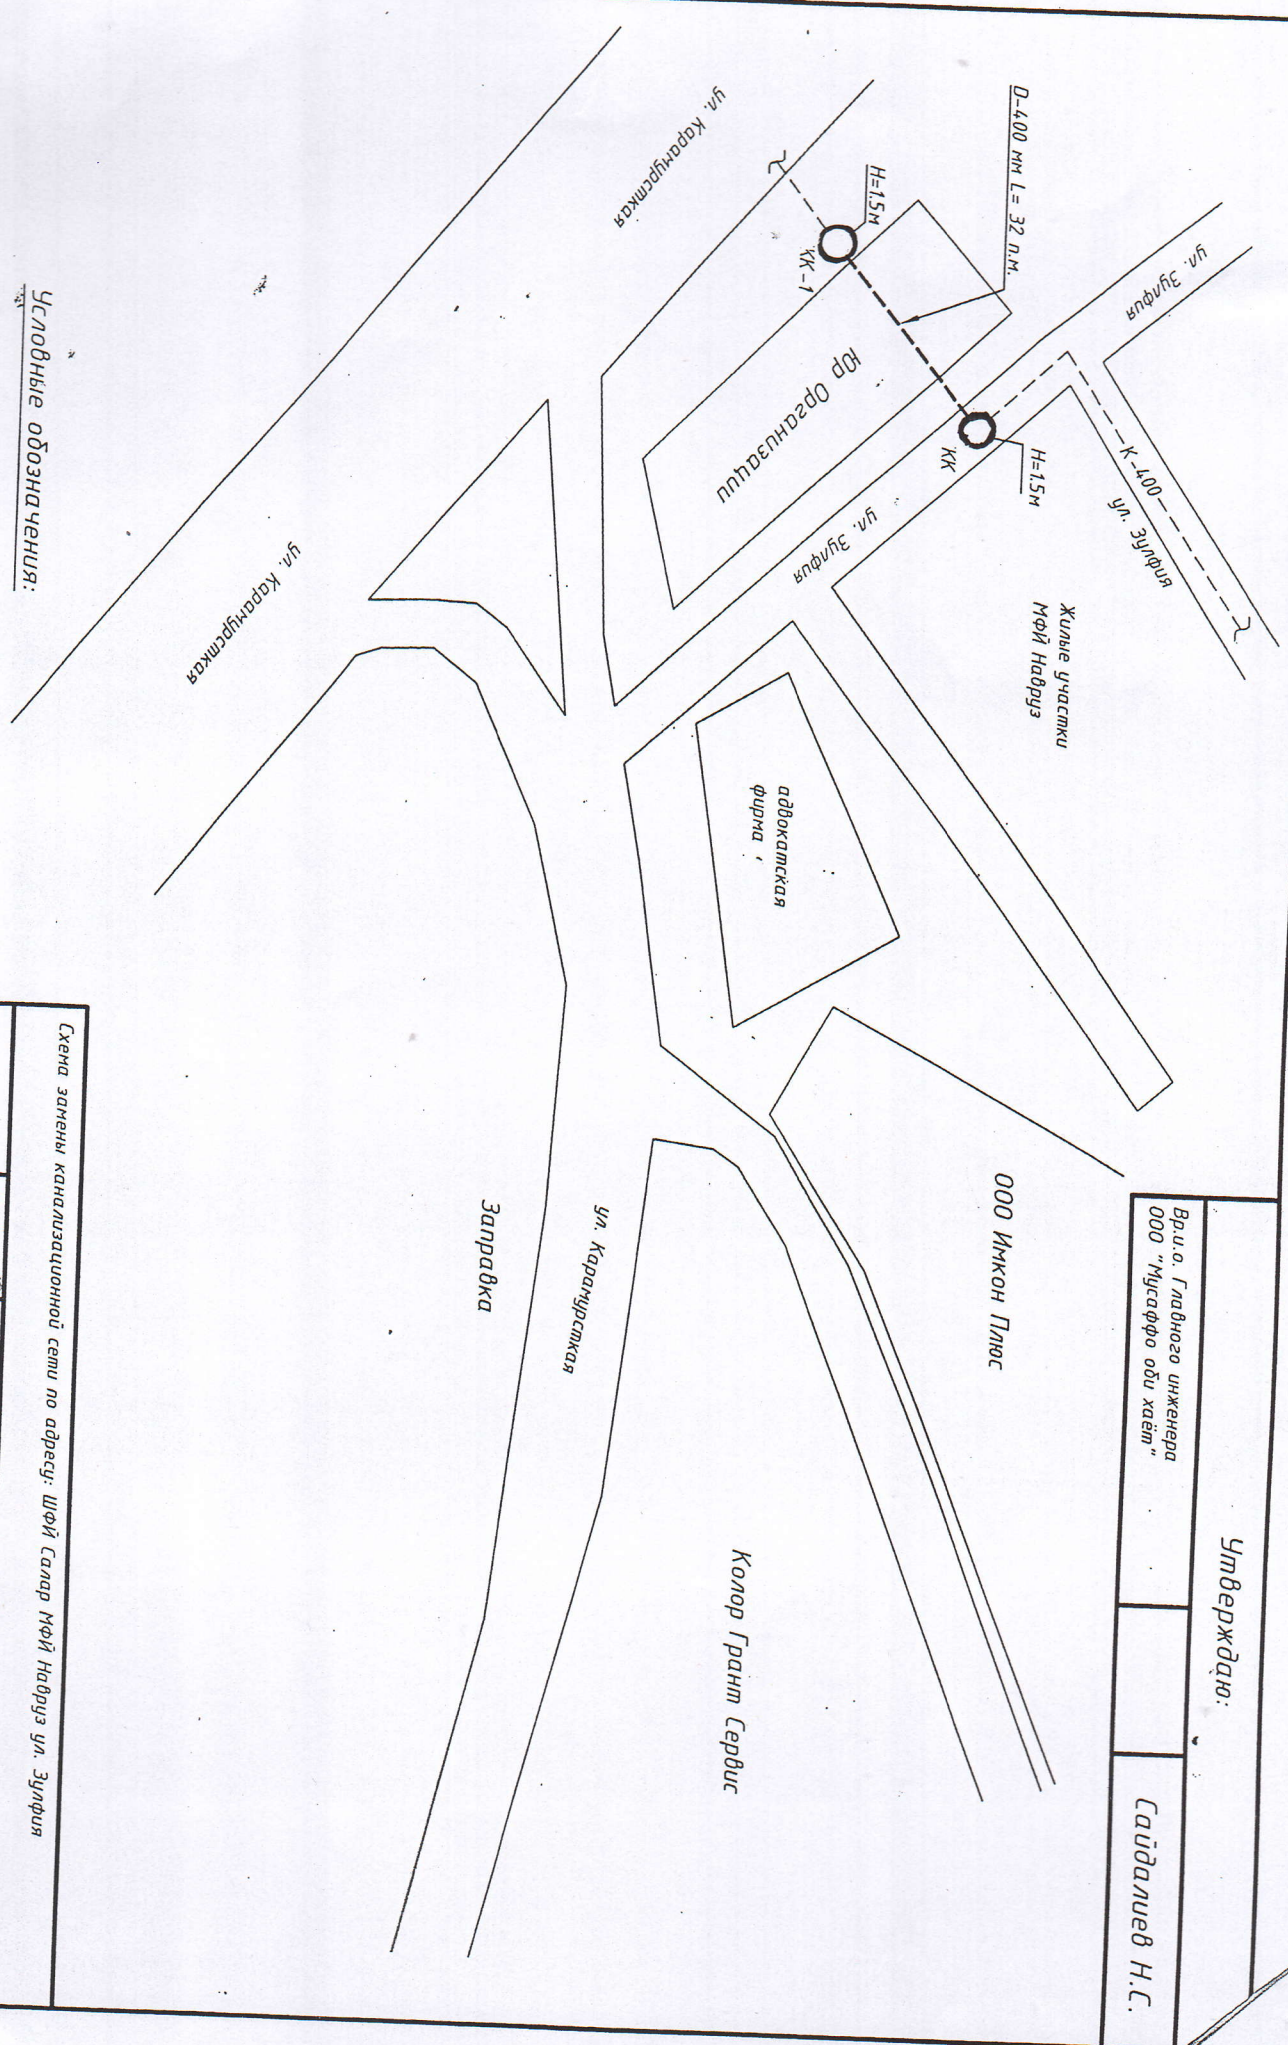 Утверждаю:
Вр.и.о. Главного инженера
ООО "Мусаффо оби хаёт"
Сайдалиев Н.С.
D-400 мм L= 32 п.м.
ул. Зулфия
К-400
ул. Зулфия
H=1.5м
КК-1
H=1.5м
КК
Жилые участки
МФЙ Навруз
ул. Карамурсткая
Юр Организации
ул. Зулфия
адвокатская
фирма
ООО Имкон Плюс
ул. Карамурсткая
ул. Карамурсткая
Заправка
Колор Грант Сервис
Условные обозначения:
Схема замены канализационной сети по адресу: ШФЙ Салар МФЙ Навруз ул. Зулфия